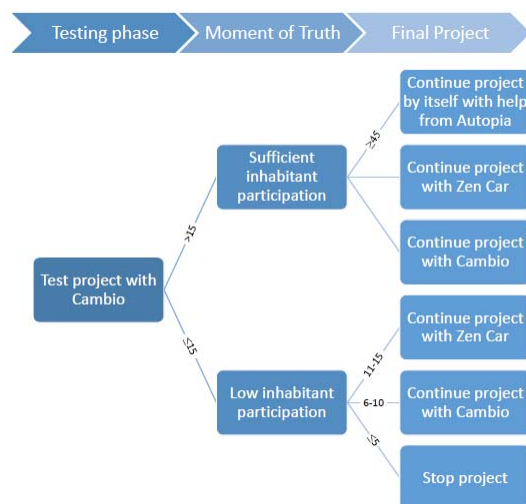 Testing phase
Moment of Truth
Final Project
Test project with
Cambio
>15
≤15
Sufficient
inhabitant
participation
≥45
Continue project
by itself with help
from Autopia
Continue project
with Zen Car
Continue project
with Cambio
Low inhabitant
participation
11-15
Continue project
with Zen Car
6-10
Continue project
with Cambio
≤5
Stop project